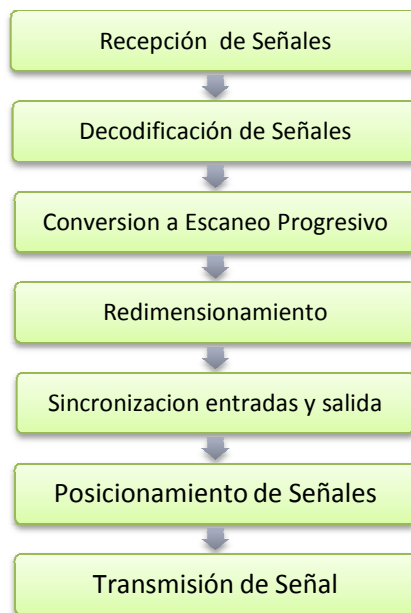 Recepción de Señales
Decodificación de Señales
Conversion a Escaneo Progresivo
Redimensionamiento
Sincronizacion entradas y salida
Posicionamiento de Señales
Transmisión de Señal